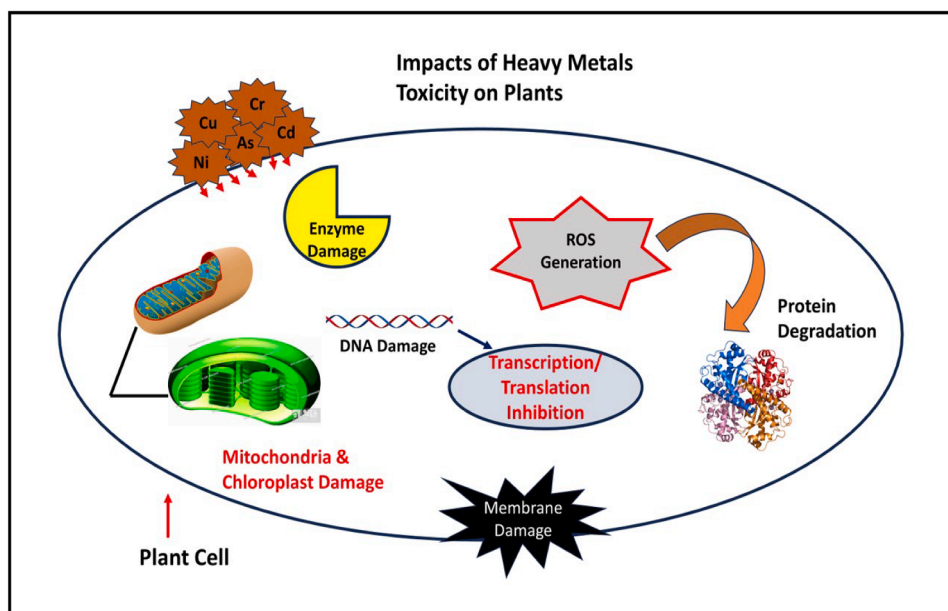 Impacts of Heavy Metals
Toxicity on Plants
Cr
Cu
As
Cd
Ni
Enzyme
Damage
ROS
Generation
Protein
Degradation
DNA Damage
Transcription/
Translation
Inhibition
Mitochondria &
Chloroplast Damage
Membrane
Damage
Plant Cell